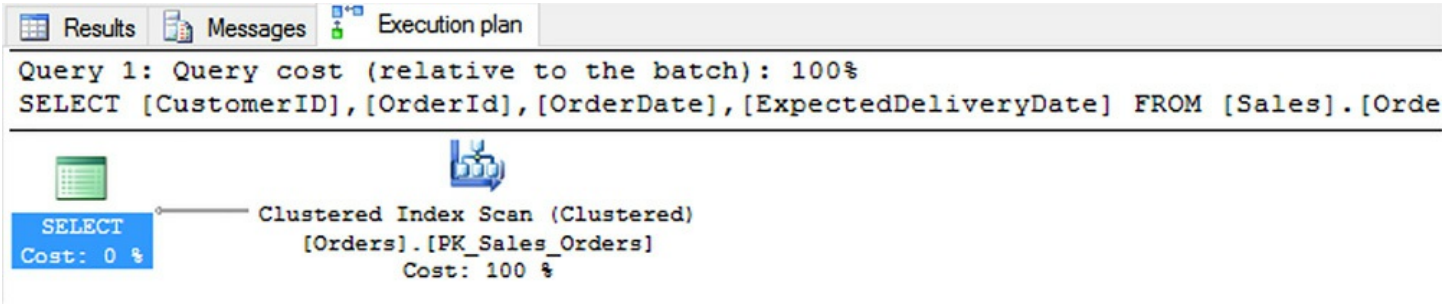 Results Messages Execution plan
Query 1: Query cost (relative to the batch): 100%
SELECT [CustomerID],[OrderId],[OrderDate],[ExpectedDeliveryDate] FROM [Sales].[Orde
Clustered Index Scan (Clustered)
[Orders].[PK_Sales_Orders]
Cost: 100 %
SELECT
Cost: 0 %